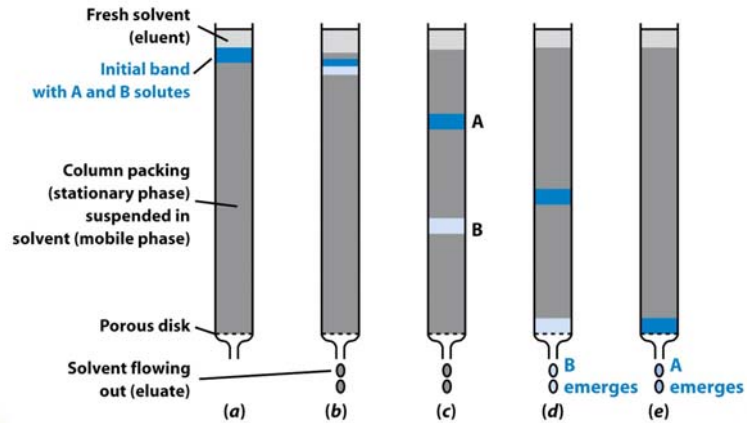 Fresh solvent
(eluent)
Initial band
with A and B solutes
A
Column packing
(stationary phase)
suspended in
solvent (mobile phase)
B
Porous disk
Solvent flowing
out (eluate)
B
emerges
A
emerges
(a)
(b)
(c)
(d)
(e)